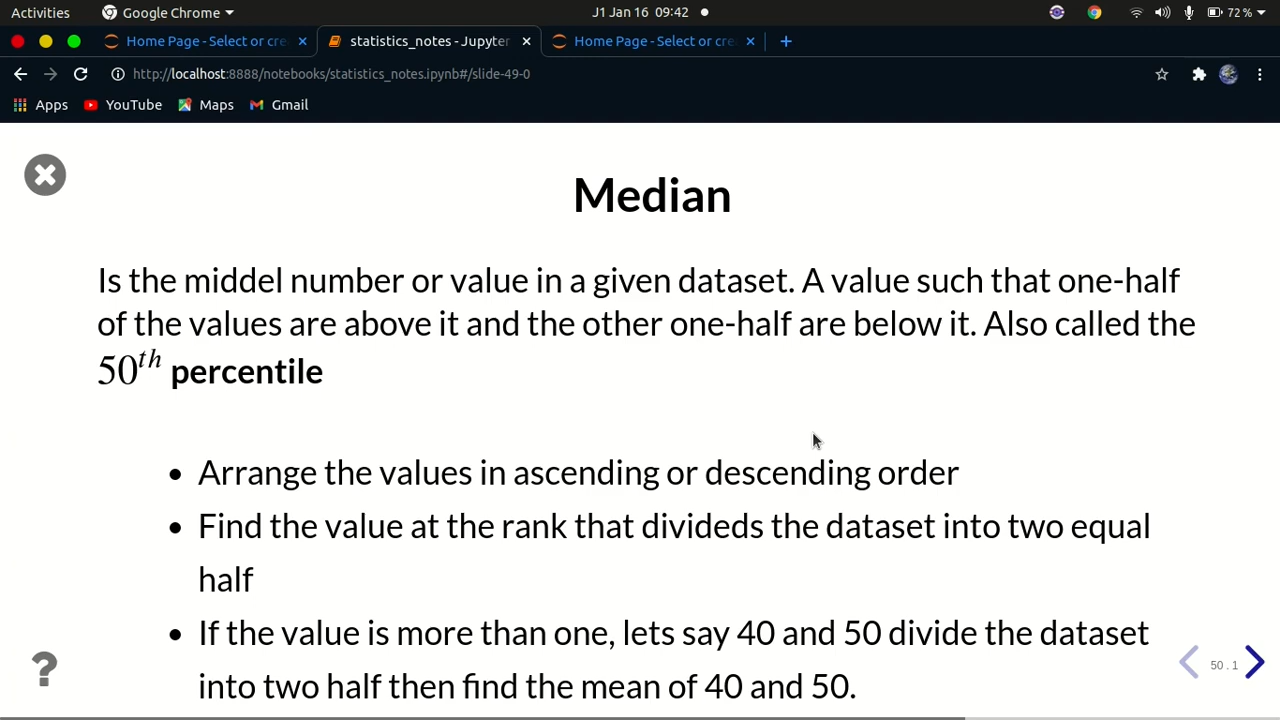 Activities Google Chrome J1 Jan 16 09:42 72 %
Home Page - Select or cre statistics_notes - Jupyter Home Page - Select or cre
http://localhost:8888/notebooks/statistics_notes.ipynb#/slide-49-0
Apps YouTube Maps Gmail
Median
Is the middel number or value in a given dataset. A value such that one-half
of the values are above it and the other one-half are below it. Also called the
50th percentile
• Arrange the values in ascending or descending order
• Find the value at the rank that divideds the dataset into two equal
half
• If the value is more than one, lets say 40 and 50 divide the dataset
into two half then find the mean of 40 and 50.
50 . 1